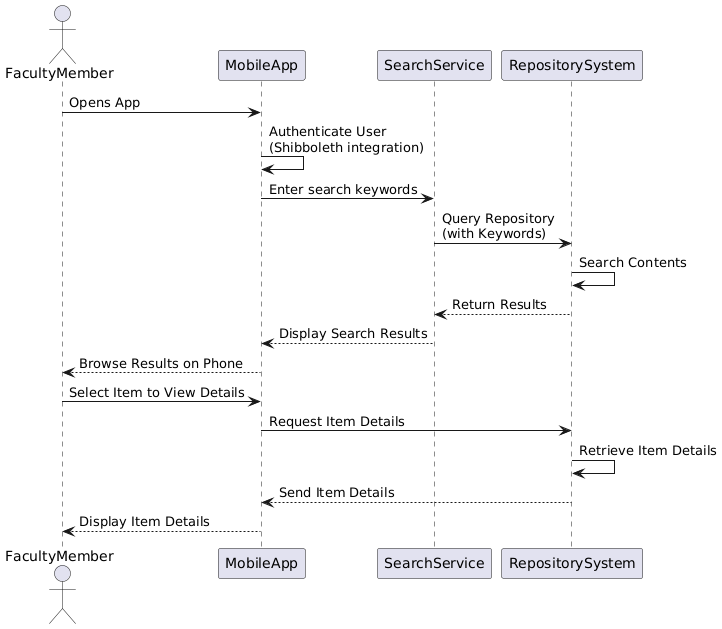 FacultyMember
MobileApp
SearchService
RepositorySystem
Opens App
Authenticate User
(Shibboleth integration)
Enter search keywords
Query Repository
(with Keywords)
Search Contents
Return Results
Display Search Results
Browse Results on Phone
Select Item to View Details
Request Item Details
Retrieve Item Details
Send Item Details
Display Item Details
FacultyMember
MobileApp
SearchService
RepositorySystem